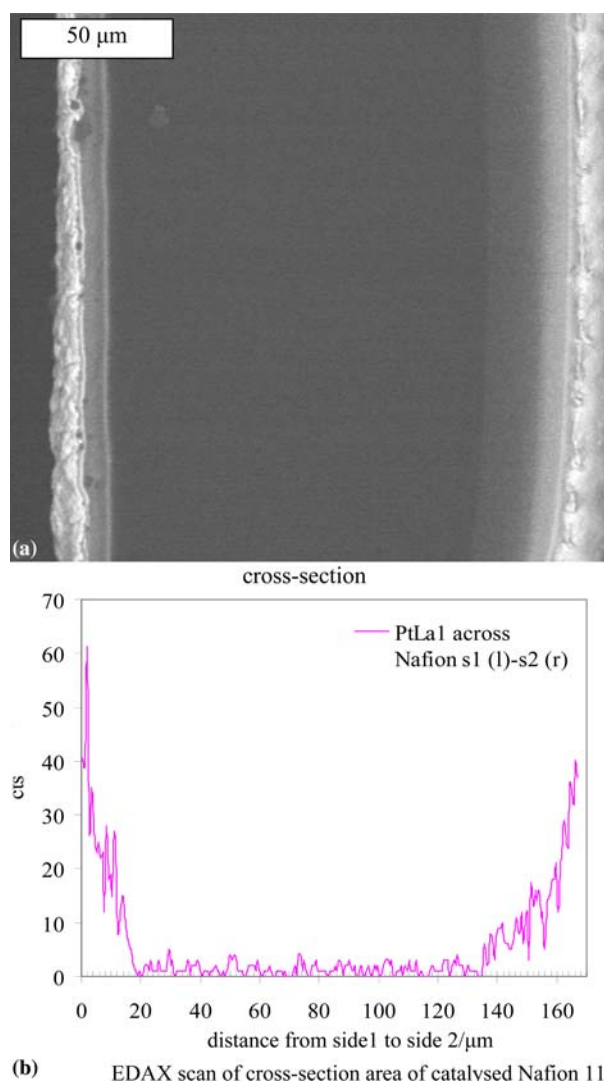 50 μm
(a)
cross-section
70
60
50
40
30
20
10
0
cts
PtLa1 across
Nafion s1 (l)-s2 (r)
0 20 40 60 80 100 120 140 160
distance from side1 to side 2/μm
(b) EDAX scan of cross-section area of catalysed Nafion 11